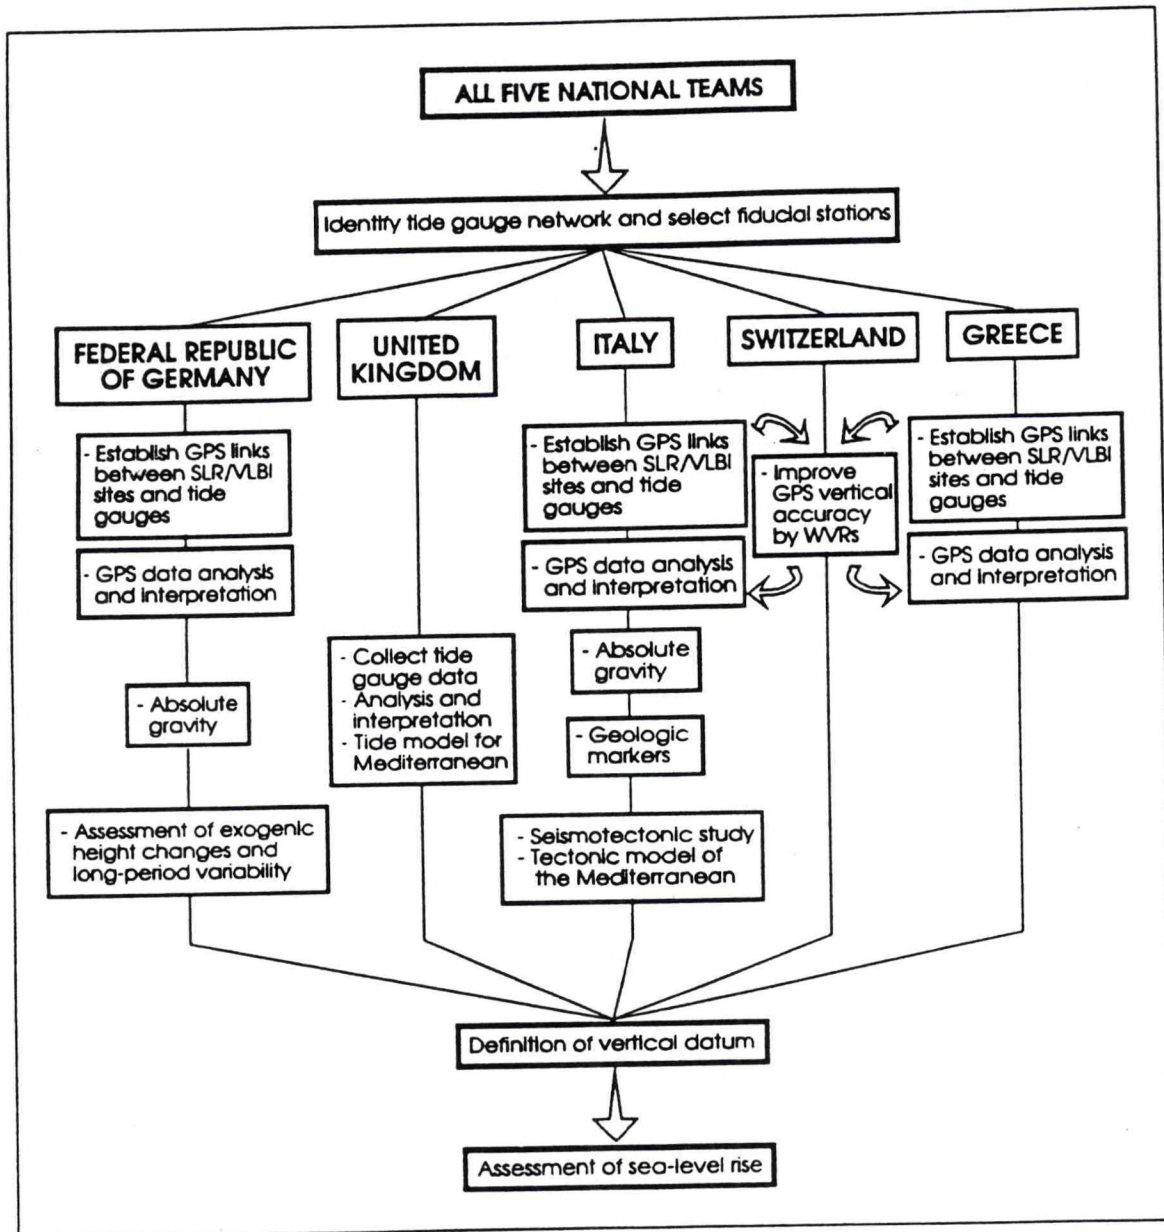 ALL FIVE NATIONAL TEAMS
Identify tide gauge network and select fiducial stations
FEDERAL REPUBLIC
OF GERMANY
- Establish GPS links
between SLR/VLBI
sites and tide
gauges
- GPS data analysis
and interpretation
- Absolute
gravity
- Assessment of exogenic
height changes and
long-period variability
UNITED
KINGDOM
- Collect tide
gauge data
- Analysis and
interpretation
- Tide model for
Mediterranean
ITALY
- Establish GPS links
between SLR/VLBI
sites and tide
gauges
- GPS data analysis
and interpretation
- Absolute
gravity
- Geologic
markers
- Seismotectonic study
- Tectonic model of
the Mediterranean
SWITZERLAND
- Improve
GPS vertical
accuracy
by WVRs
GREECE
- Establish GPS links
between SLR/VLBI
sites and tide
gauges
- GPS data analysis
and interpretation
Definition of vertical datum
Assessment of sea-level rise